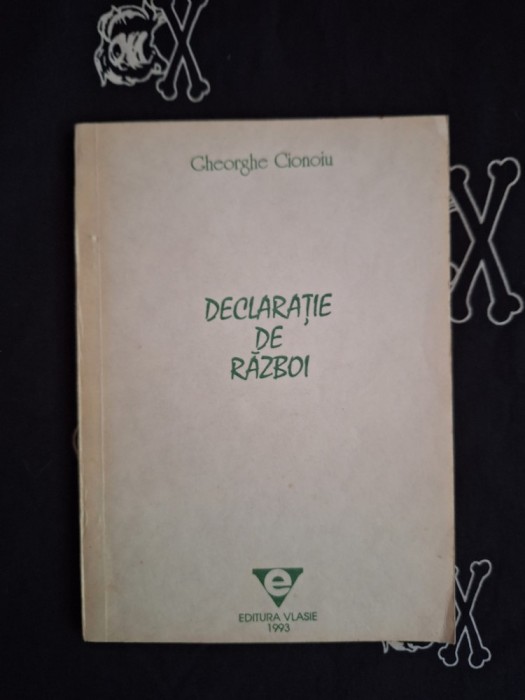 Gheorghe Cionoiu
DECLARAȚIE
DE
RĂZBOI
e
EDITURA VLASIE
1993